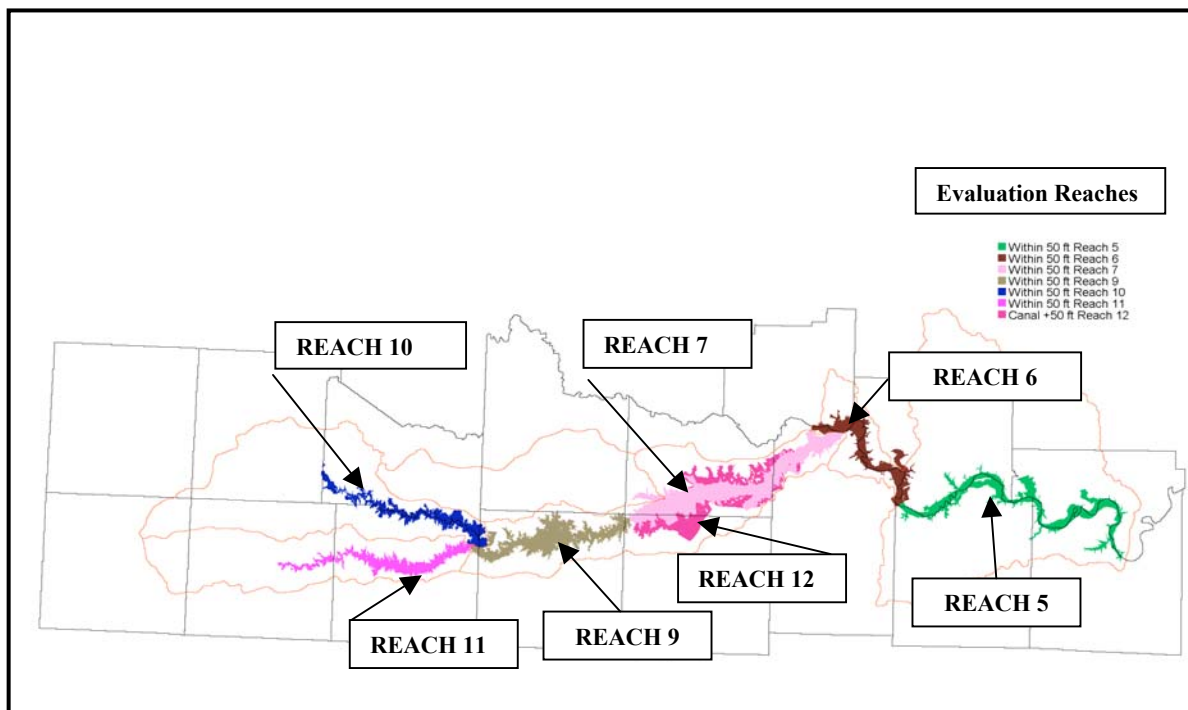 Evaluation Reaches
Within 50 ft Reach 5
Within 50 ft Reach 6
Within 50 ft Reach 7
Within 50 ft Reach 9
Within 50 ft Reach 10
Within 50 ft Reach 11
Canal +50 ft Reach 12
REACH 10
REACH 7
REACH 6
REACH 12
REACH 5
REACH 11
REACH 9